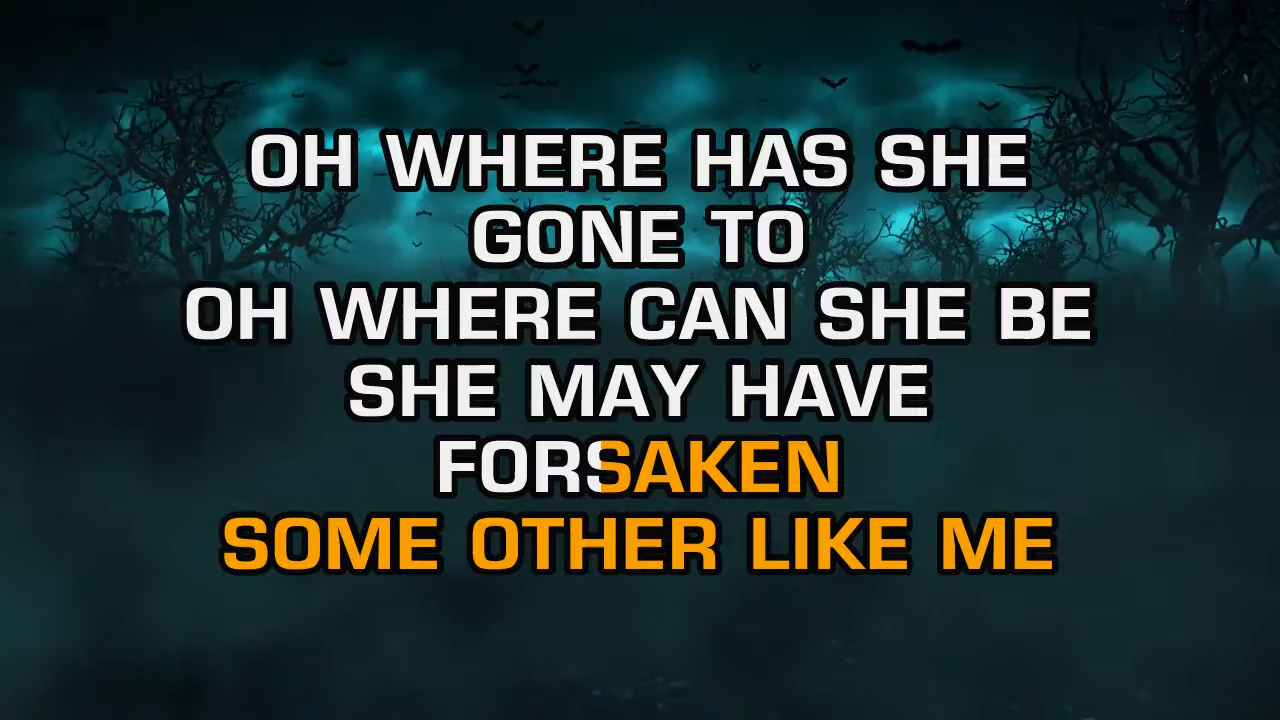 OH WHERE HAS SHE
GONE TO
OH WHERE CAN SHE BE
SHE MAY HAVE
FORSAKEN
SOME OTHER LIKE ME